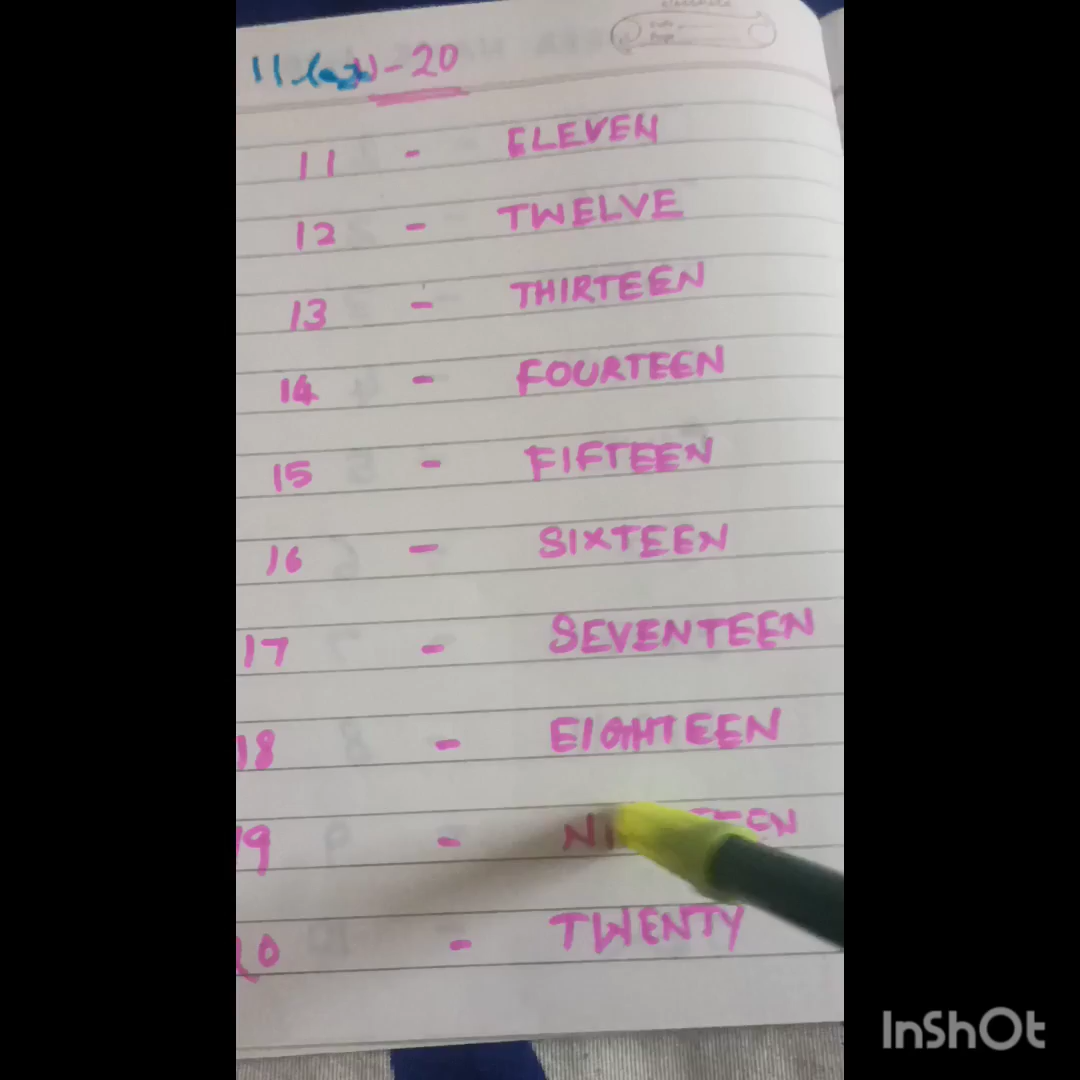 11 - 20
11 - ELEVEN
12 - TWELVE
13 - THIRTEEN
14 - FOURTEEN
15 - FIFTEEN
16 - SIXTEEN
17 - SEVENTEEN
18 - EIGHTEEN
19 -
20 - TWENTY
InShOt